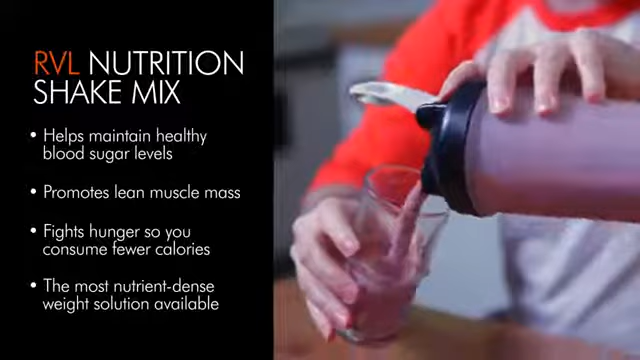 RVL NUTRITION
SHAKE MIX
• Helps maintain healthy
blood sugar levels
• Promotes lean muscle mass
• Fights hunger so you
consume fewer calories
• The most nutrient-dense
weight solution available